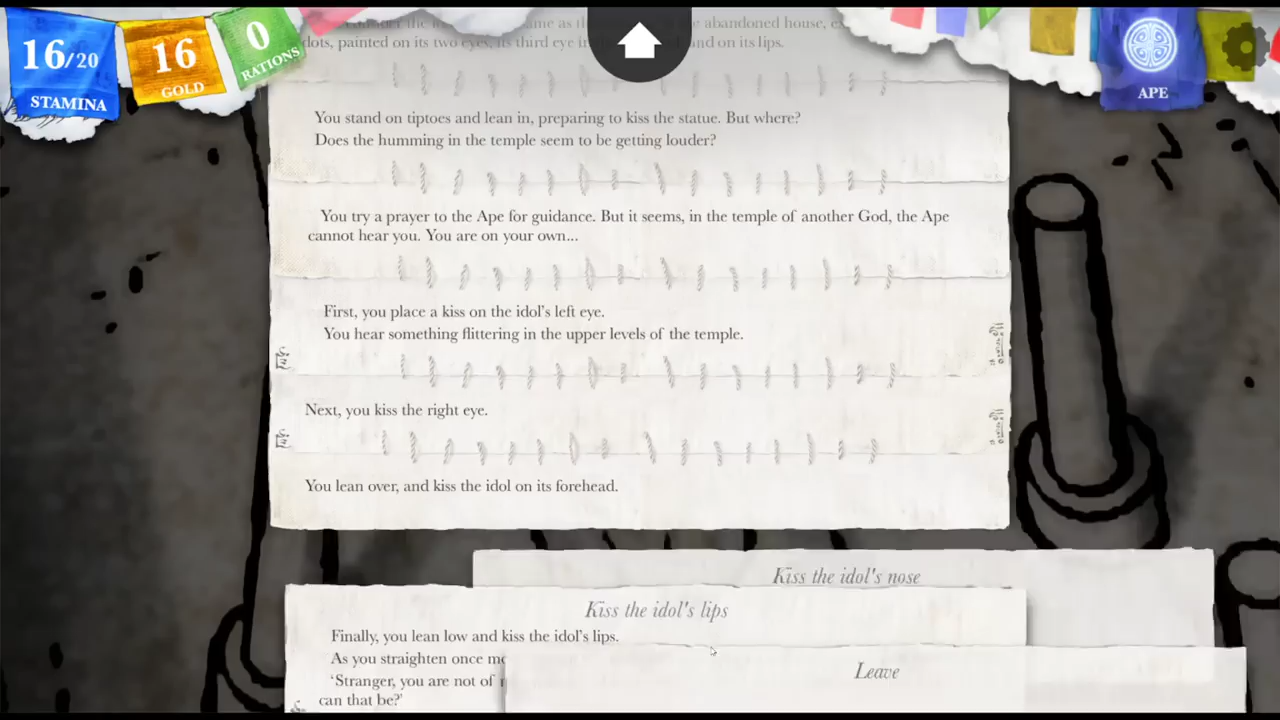 16/20
STAMINA
16
GOLD
0
RATIONS
APE
dots, painted on its two eyes, its third eye in
and on its lips.
You stand on tiptoes and lean in, preparing to kiss the statue. But where?
Does the humming in the temple seem to be getting louder?
You try a prayer to the Ape for guidance. But it seems, in the temple of another God, the Ape
cannot hear you. You are on your own...
First, you place a kiss on the idol's left eye.
You hear something flittering in the upper levels of the temple.
Next, you kiss the right eye.
You lean over, and kiss the idol on its forehead.
Kiss the idol's nose
Kiss the idol's lips
Finally, you lean low and kiss the idol's lips.
As you straighten once
'Stranger, you are not of
can that be?'
Leave